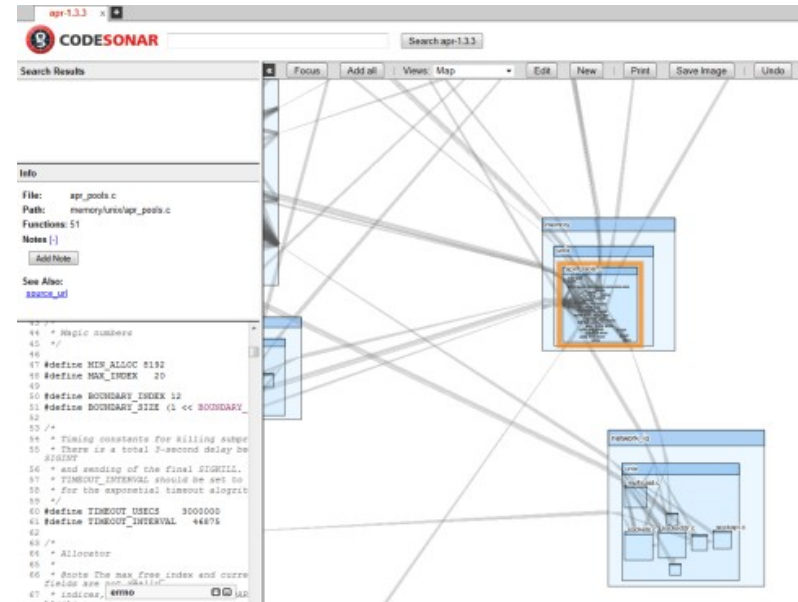 apr-1.3.3 x
CODESONAR
Search apr-1.3.3
Search Results
Focus Add all Views: Map Edit New Print Save Image Undo
Info
File: apr_pools.c
Path: memory/unix/apr_pools.c
Functions: 51
Notes [-]
Add Note
See Also:
source_url
43 /*
44 * Magic numbers
45 */
46
47 #define MIN_ALLOC 8192
48 #define MAX_INDEX 20
49
50 #define BOUNDARY_INDEX 12
51 #define BOUNDARY_SIZE (1 << BOUNDARY_
52
53 /*
54 * Timing constants for killing subpr
55 * There is a total 3-second delay be
SIGINT
56 * and sending of the final SIGKILL.
57 * TIMEOUT_INTERVAL should be set to
58 * for the exponetial timeout alogrit
59 */
60 #define TIMEOUT_USECS 3000000
61 #define TIMEOUT_INTERVAL 46875
62
63 /*
64 * Allocator
65 *
66 * @note The max_free_index and curre
fields are not
67 * indices,
errno
memory
unix
network_io
unix